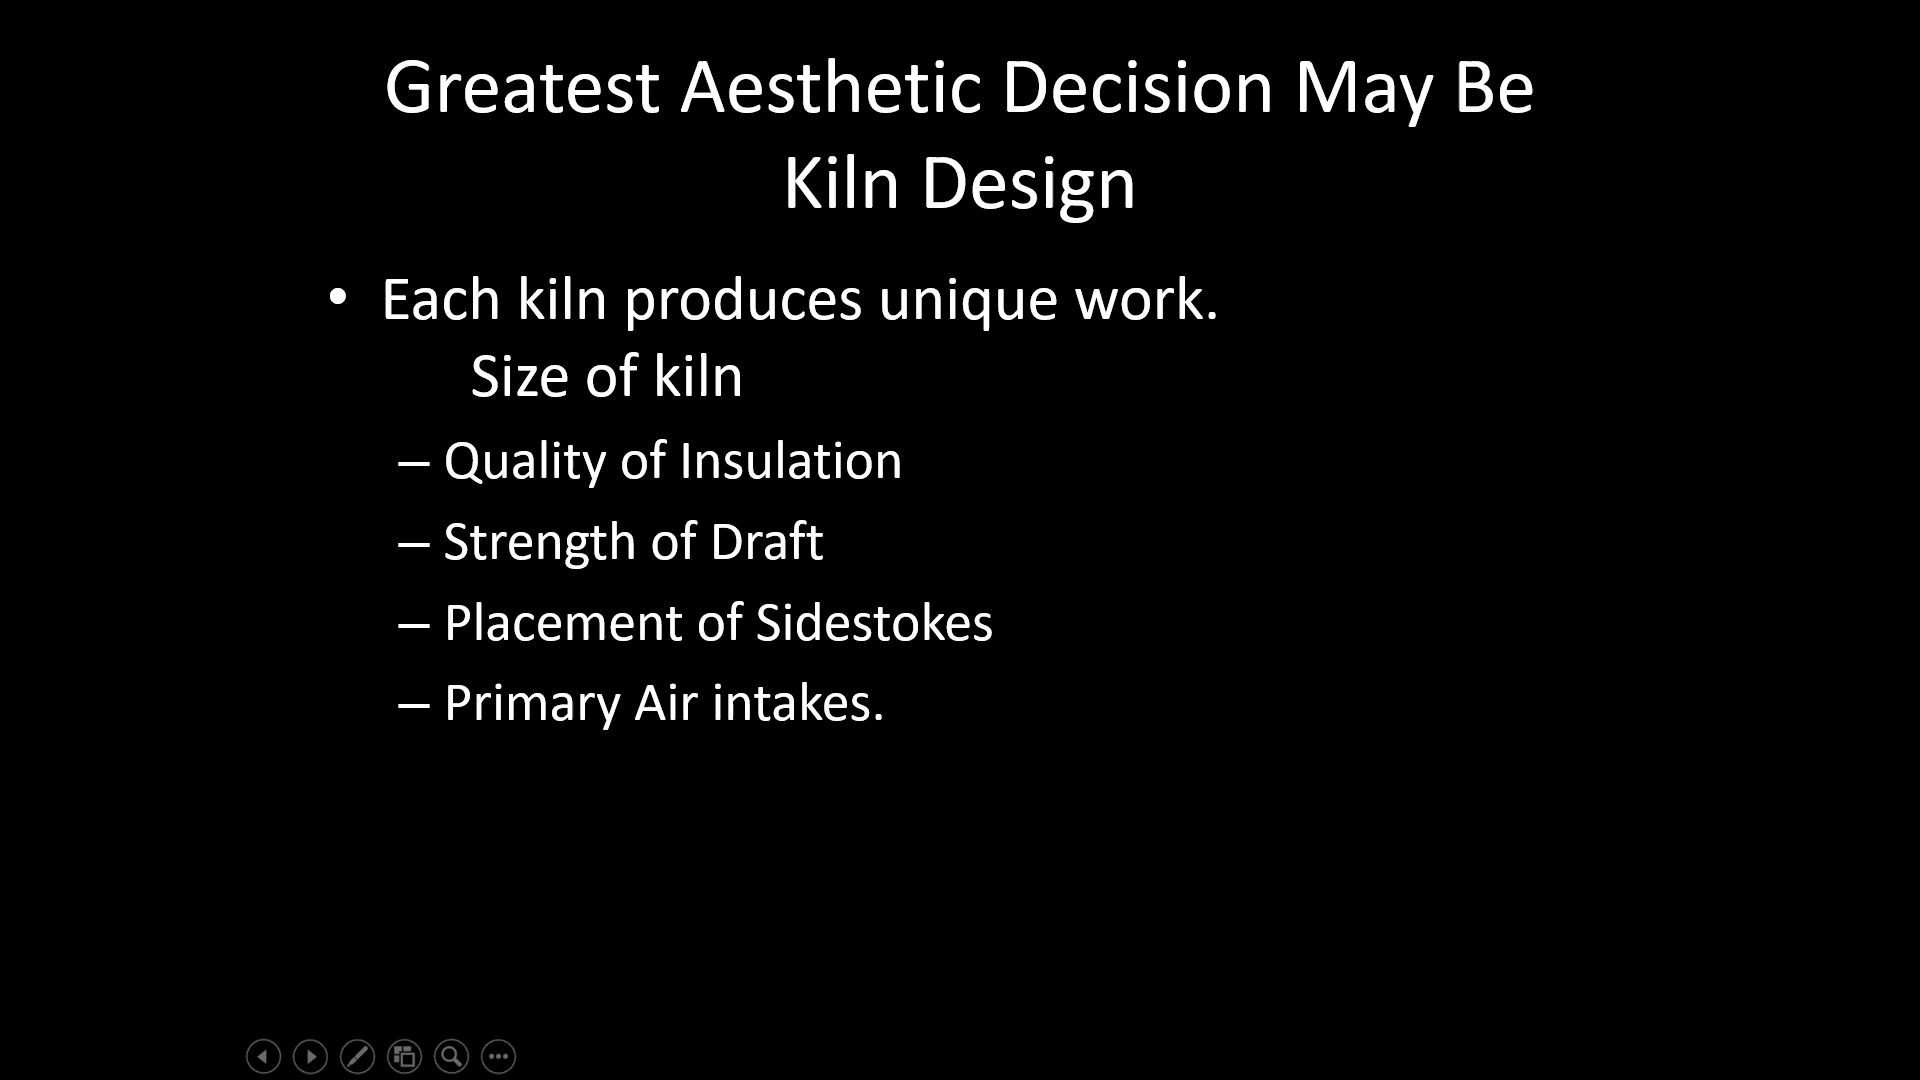 Greatest Aesthetic Decision May Be
Kiln Design
• Each kiln produces unique work.
Size of kiln
– Quality of Insulation
– Strength of Draft
– Placement of Sidestokes
– Primary Air intakes.